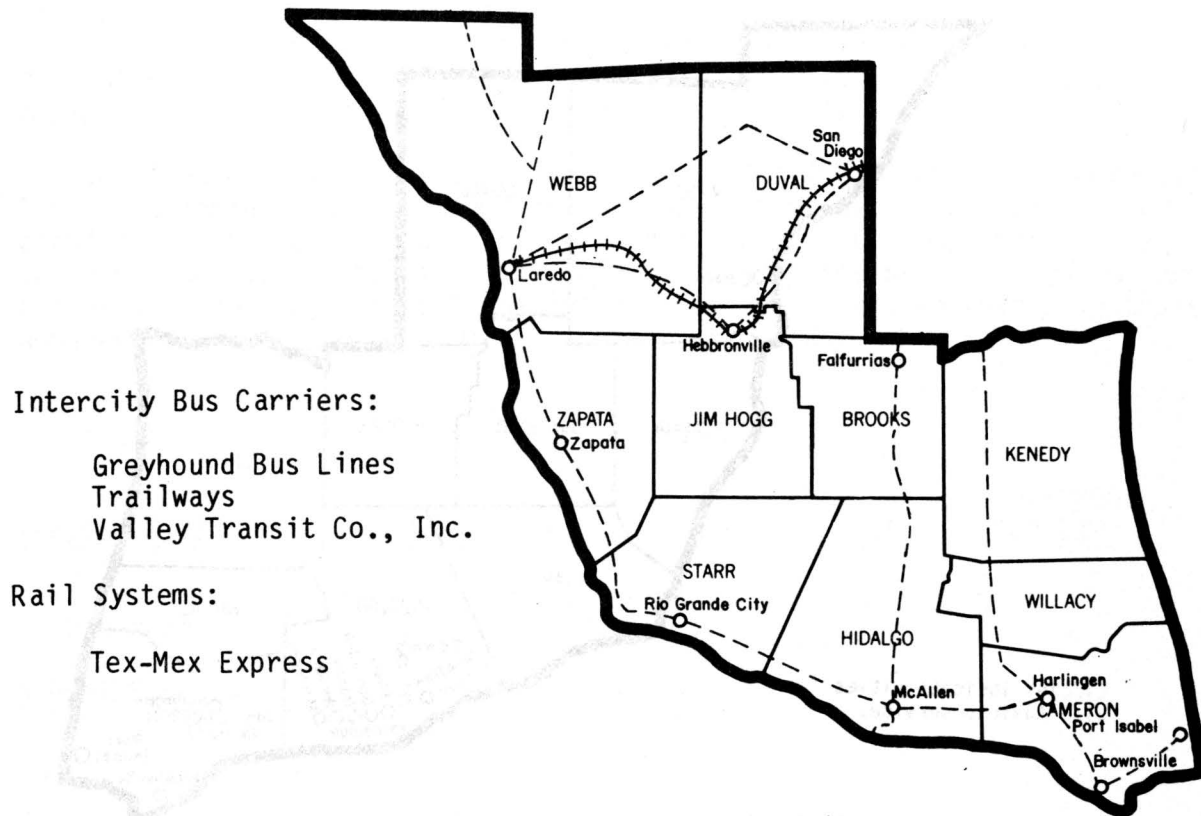 San
Diego
WEBB
DUVAL
Laredo
Hebbronville
Falfurrias
Intercity Bus Carriers:
ZAPATA
JIM HOGG
BROOKS
Zapata
KENEDY
Greyhound Bus Lines
Trailways
Valley Transit Co., Inc.
STARR
Rail Systems:
Rio Grande City
WILLACY
HIDALGO
Tex-Mex Express
McAllen
Harlingen
CAMERON
Port Isabel
Brownsville